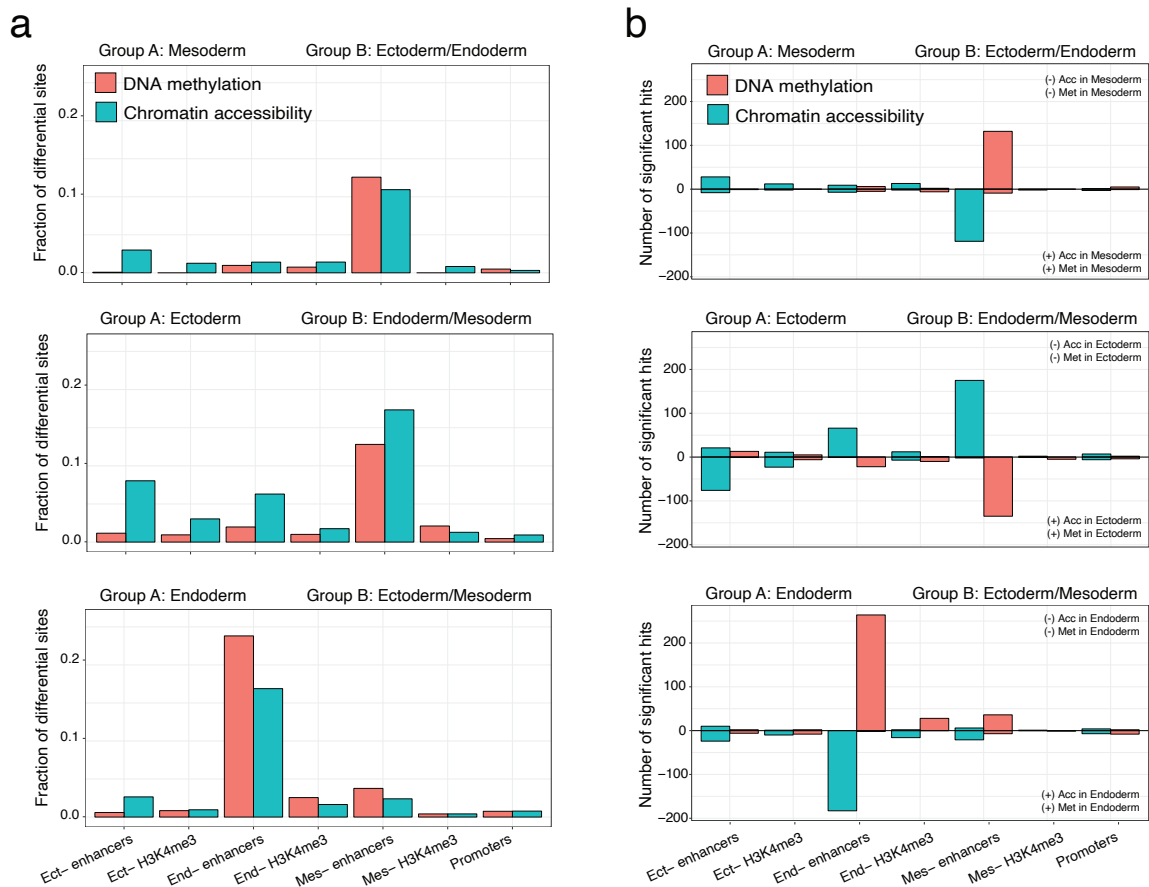 a
Group A: Mesoderm Group B: Ectoderm/Endoderm
DNA methylation
Chromatin accessibility
Fraction of differential sites
0.2
0.1
0.0
Group A: Ectoderm Group B: Endoderm/Mesoderm
Fraction of differential sites
0.2
0.1
0.0
Group A: Endoderm Group B: Ectoderm/Mesoderm
Fraction of differential sites
0.2
0.1
0.0
Ect− enhancers
Ect− H3K4me3
End− enhancers
End− H3K4me3
Mes− enhancers
Mes− H3K4me3
Promoters
b
Group A: Mesoderm Group B: Ectoderm/Endoderm
DNA methylation
Chromatin accessibility
(-) Acc in Mesoderm
(-) Met in Mesoderm
Number of significant hits
200
100
0
−100
−200
(+) Acc in Mesoderm
(+) Met in Mesoderm
Group A: Ectoderm Group B: Endoderm/Mesoderm
(-) Acc in Ectoderm
(-) Met in Ectoderm
Number of significant hits
200
100
0
−100
−200
(+) Acc in Ectoderm
(+) Met in Ectoderm
Group A: Endoderm Group B: Ectoderm/Mesoderm
(-) Acc in Endoderm
(-) Met in Endoderm
Number of significant hits
200
100
0
−100
−200
(+) Acc in Endoderm
(+) Met in Endoderm
Ect− enhancers
Ect− H3K4me3
End− enhancers
End− H3K4me3
Mes− enhancers
Mes− H3K4me3
Promoters